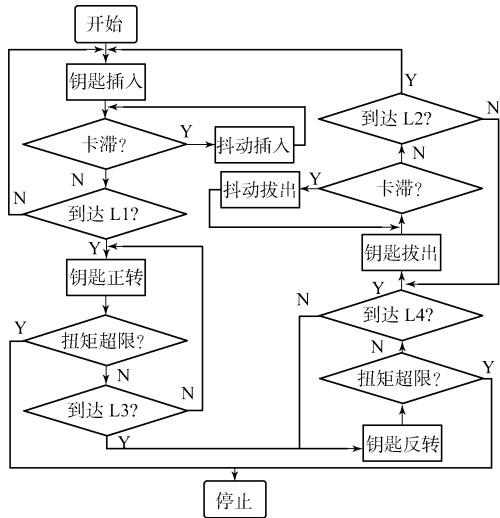 开始
钥匙插入
卡滞?
Y
抖动插入
N
到达 L1?
N
Y
钥匙正转
扭矩超限?
Y
N
到达 L3?
N
Y
钥匙反转
扭矩超限?
Y
N
到达 L4?
N
Y
钥匙拔出
卡滞?
Y
抖动拔出
N
到达 L2?
N
Y
停止